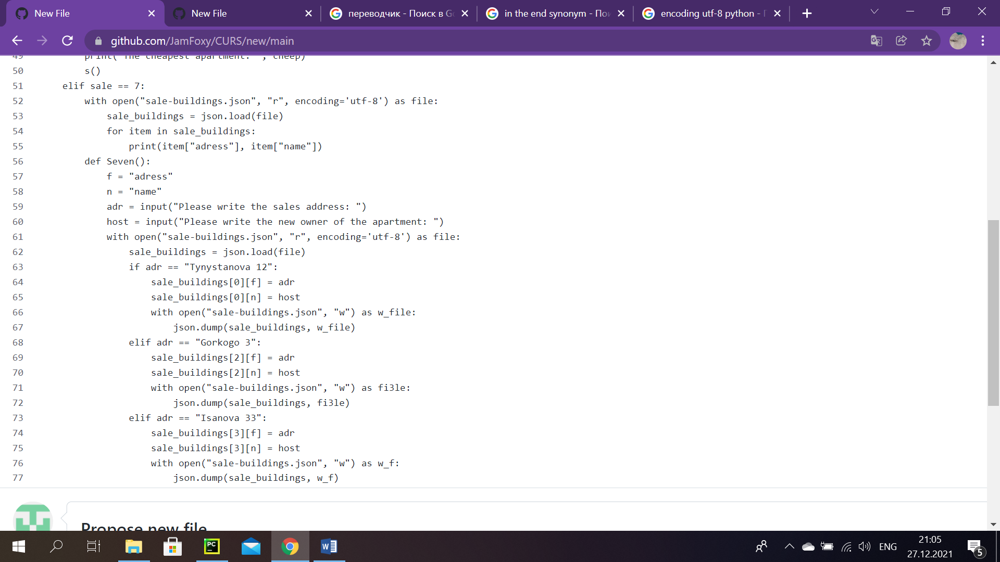 New File
New File
переводчик - Поиск в Go
in the end synonym - Пои
encoding utf-8 python - П
github.com/JamFoxy/CURS/new/main
49 print("The cheapest apartment: ", cheep)
50 s()
51 elif sale == 7:
52 with open("sale-buildings.json", "r", encoding='utf-8') as file:
53 sale_buildings = json.load(file)
54 for item in sale_buildings:
55 print(item["adress"], item["name"])
56 def Seven():
57 f = "adress"
58 n = "name"
59 adr = input("Please write the sales address: ")
60 host = input("Please write the new owner of the apartment: ")
61 with open("sale-buildings.json", "r", encoding='utf-8') as file:
62 sale_buildings = json.load(file)
63 if adr == "Tynystanova 12":
64 sale_buildings[0][f] = adr
65 sale_buildings[0][n] = host
66 with open("sale-buildings.json", "w") as w_file:
67 json.dump(sale_buildings, w_file)
68 elif adr == "Gorkogo 3":
69 sale_buildings[2][f] = adr
70 sale_buildings[2][n] = host
71 with open("sale-buildings.json", "w") as fi3le:
72 json.dump(sale_buildings, fi3le)
73 elif adr == "Isanova 33":
74 sale_buildings[3][f] = adr
75 sale_buildings[3][n] = host
76 with open("sale-buildings.json", "w") as w_f:
77 json.dump(sale_buildings, w_f)
Propose new file
PC
W
ENG
21:05
27.12.2021
5